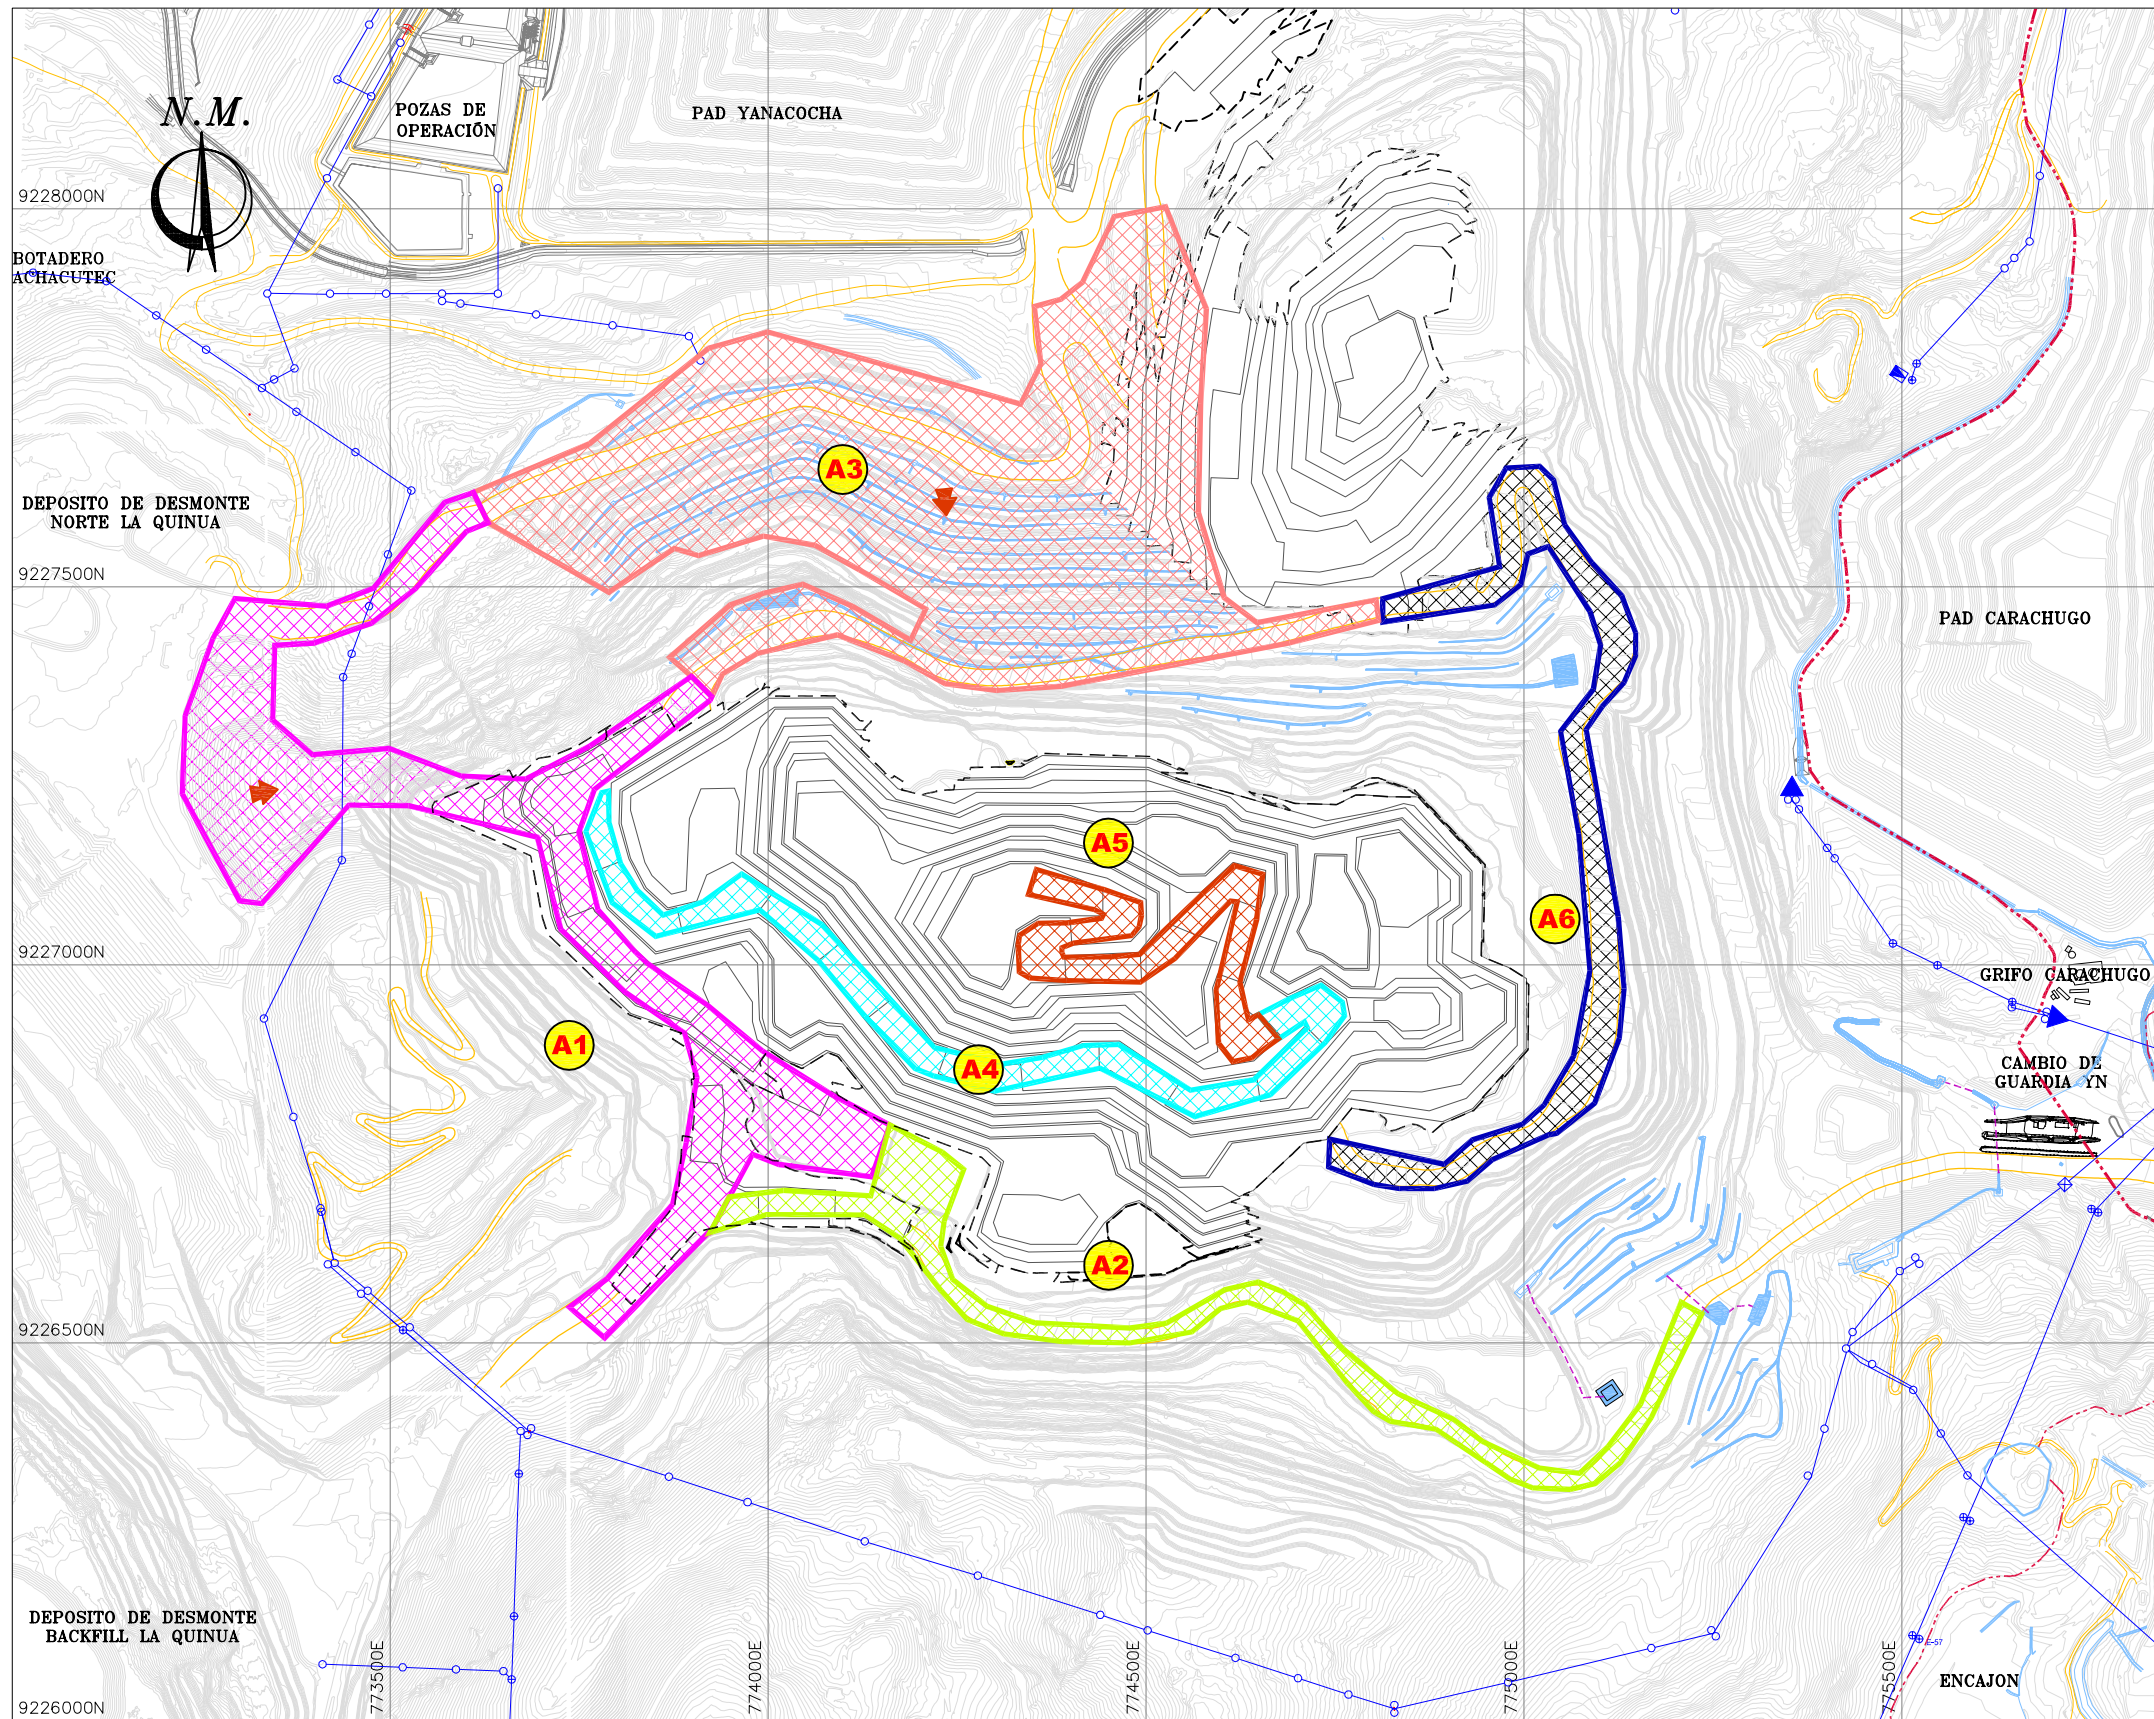 N.M.
POZAS DE
OPERACIÓN
PAD YANACOCHA
9228000N
BOTADERO
ACHACUTEC
A3
DEPOSITO DE DESMONTE
NORTE LA QUINUA
9227500N
PAD CARACHUGO
A5
A6
9227000N
GRIFO CARACHUGO
A1
A4
CAMBIO DE
GUARDIA YN
A2
9226500N
DEPOSITO DE DESMONTE
BACKFILL LA QUINUA
E-57
ENCAJON
9226000N
773500E
774000E
774500E
775000E
775500E